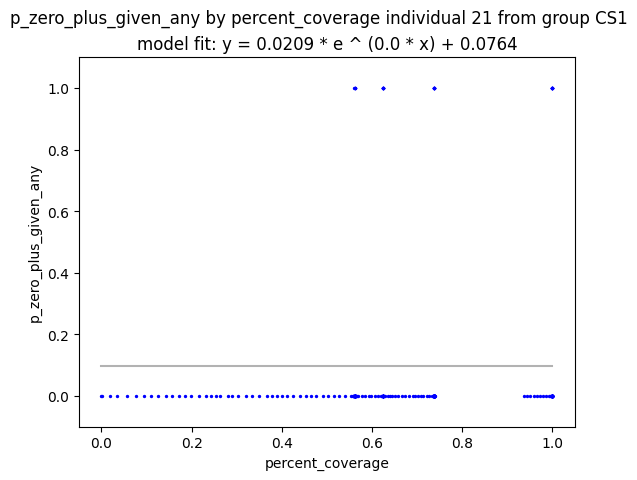 p_zero_plus_given_any by percent_coverage individual 21 from group CS1
model fit: y = 0.0209 * e ^ (0.0 * x) + 0.0764
1.0
0.8
0.6
0.4
0.2
0.0
p_zero_plus_given_any
0.0 0.2 0.4 0.6 0.8 1.0
percent_coverage